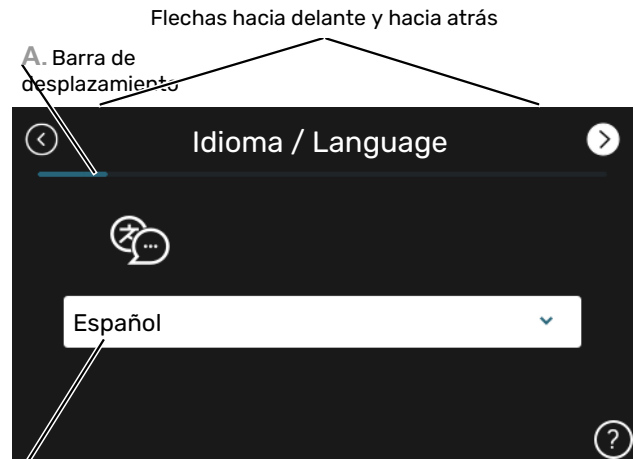 Flechas hacia delante y hacia atrás
A. Barra de
desplazamiento
Idioma / Language
Español
?